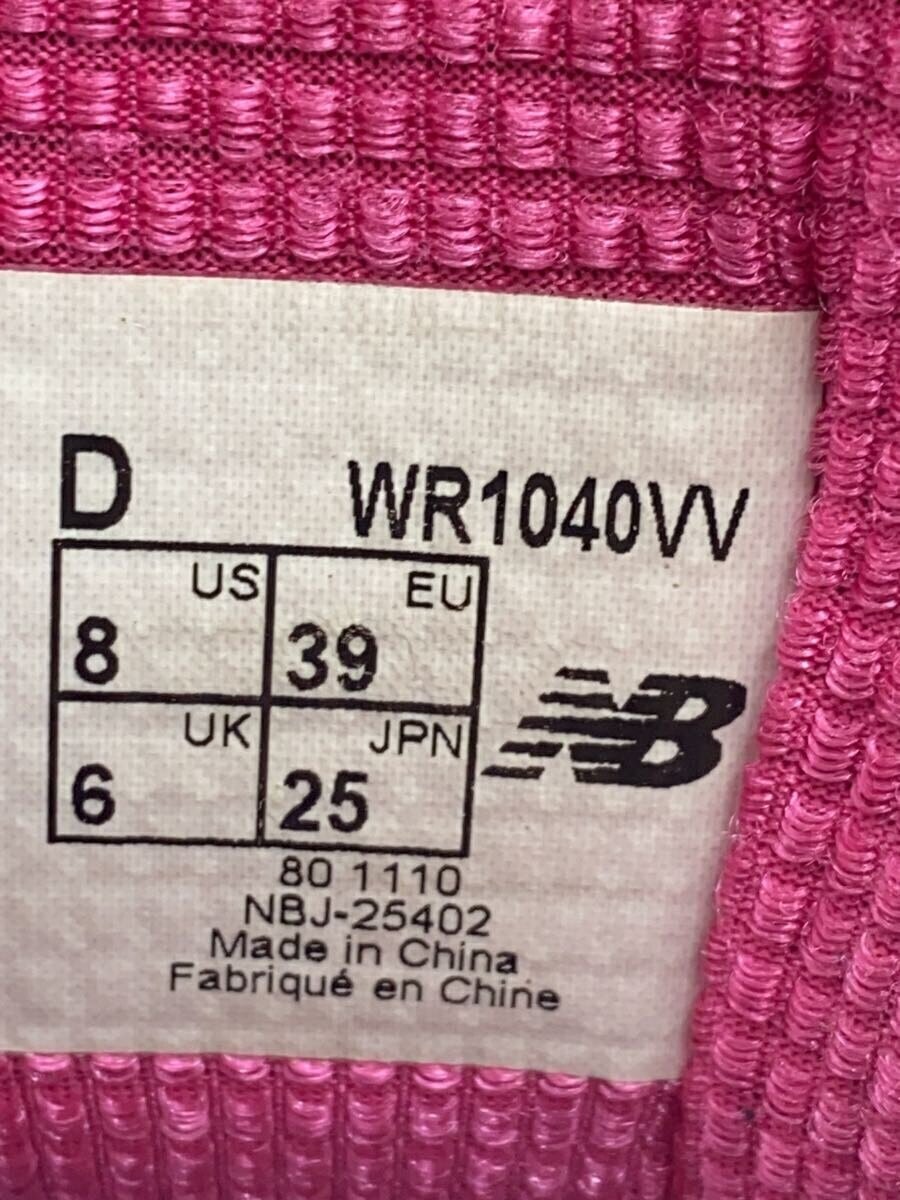 D WR1040VV
US EU
8 39
UK JPN
6 25
NB
80 1110
NBJ-25402
Made in China
Fabriqué en Chine